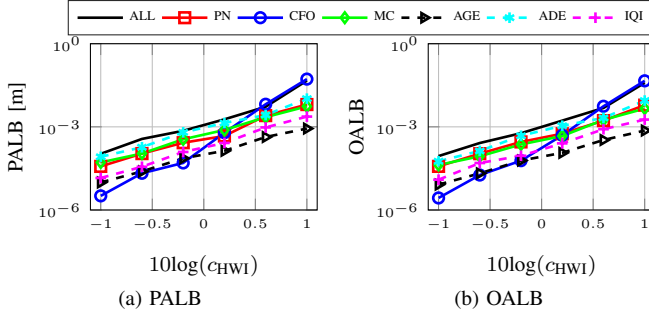 ALL PN CFO MC AGE ADE IQI
10^0
10^−3
10^−6
PALB [m]
−1 −0.5 0 0.5 1
10log(c_HWI)
(a) PALB
10^0
10^−3
10^−6
OALB
−1 −0.5 0 0.5 1
10log(c_HWI)
(b) OALB